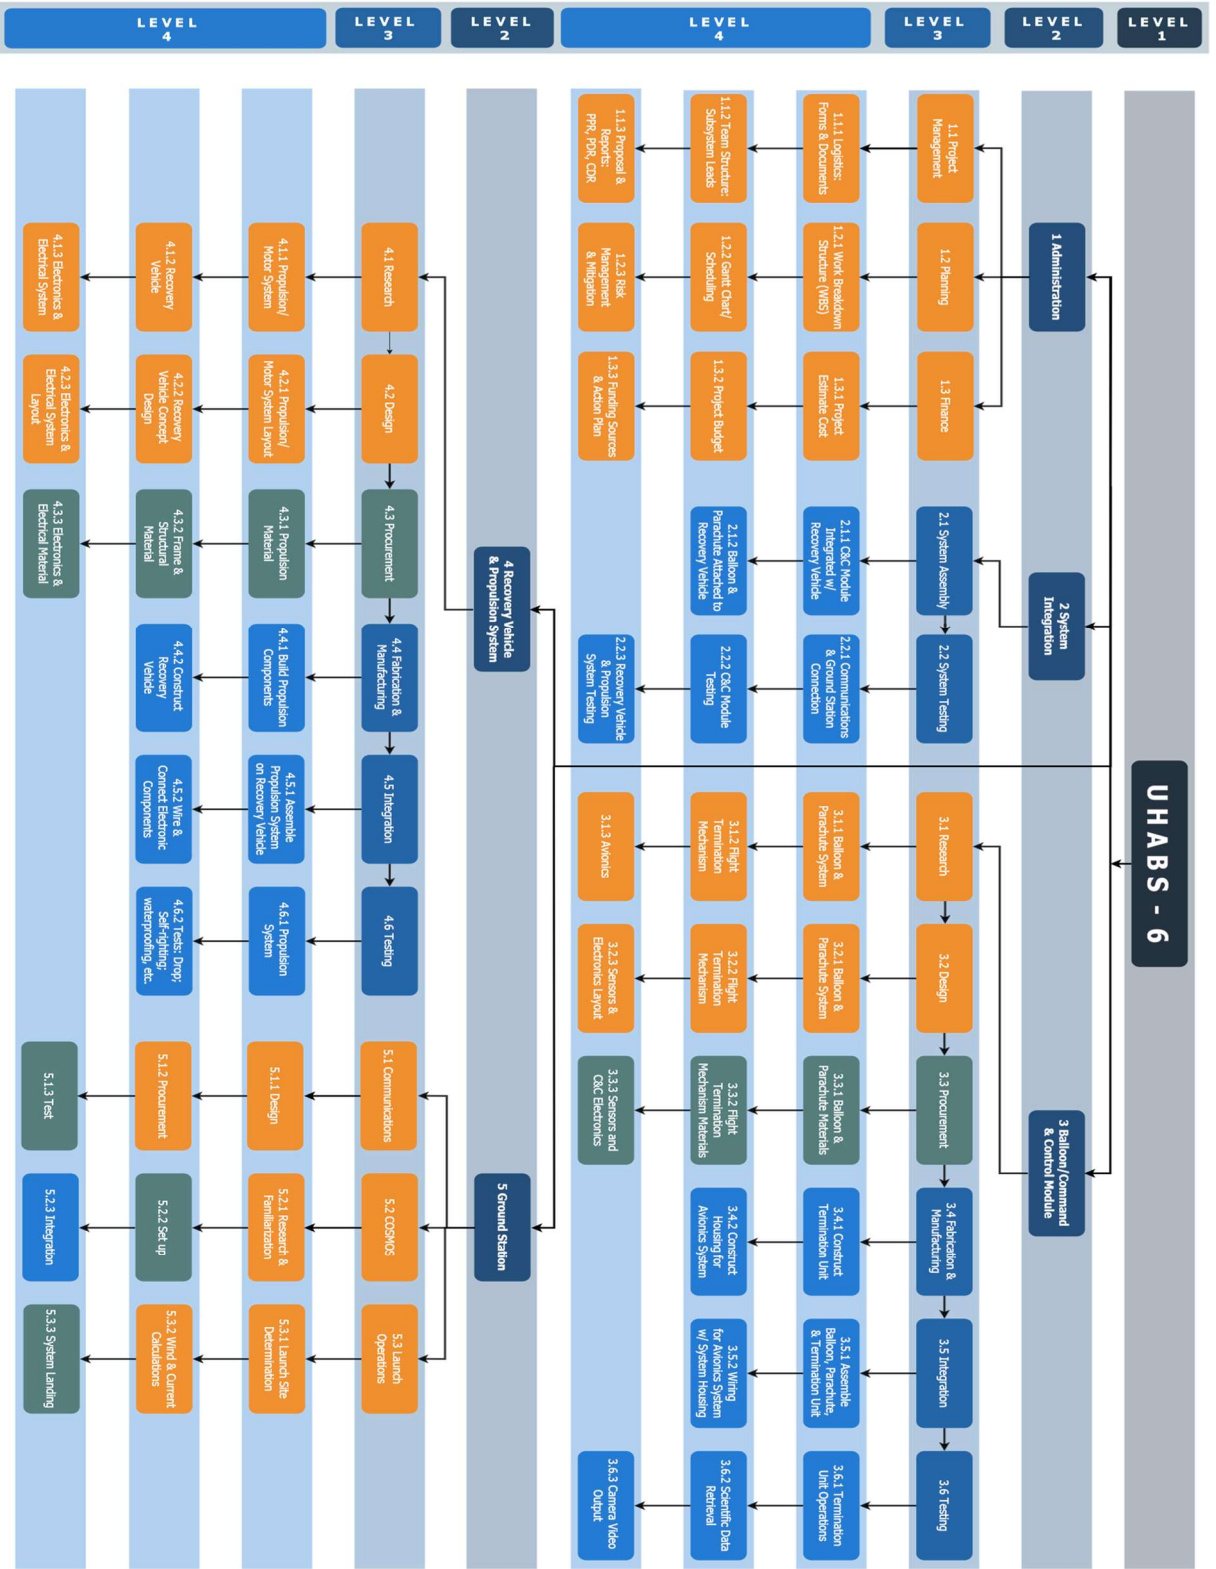 LEVEL
1
LEVEL
2
LEVEL
3
LEVEL
4
LEVEL
2
LEVEL
3
LEVEL
4
UHABS - 6
1 Administration
2 System
Integration
3 Balloon/Command
& Control Module
1.1 Project
Management
1.2 Planning
1.3 Finance
2.1 System Assembly
2.2 System Testing
3.1 Research
3.2 Design
3.3 Procurement
3.4 Fabrication &
Manufacturing
3.5 Integration
3.6 Testing
1.1.1 Logistics:
Forms & Documents
1.2.1 Work Breakdown
Structure (WBS)
1.3.1 Project
Estimate Cost
2.1.1 C&C Module
Integrated w/
Recovery Vehicle
2.2.1 Communications
& Ground Station
Connection
3.1.1 Balloon &
Parachute System
3.2.1 Balloon &
Parachute System
3.3.1 Balloon &
Parachute Materials
3.4.1 Construct
Termination Unit
3.5.1 Assemble
Balloon, Parachute,
& Termination Unit
3.6.1 Termination
Unit Operations
1.1.2 Team Structure:
Subsystem Leads
1.2.2 Gantt Chart/
Scheduling
1.3.2 Project Budget
2.1.2 Balloon &
Parachute Attached to
Recovery Vehicle
2.2.2 C&C Module
Testing
3.1.2 Flight
Termination
Mechanism
3.2.2 Flight
Termination
Mechanism
3.3.2 Flight
Termination
Mechanism Materials
3.4.2 Construct
Housing for
Avionics System
3.5.2 Wiring
for Avionics System
w/ System Housing
3.6.2 Scientific Data
Retrieval
1.1.3 Proposal &
Reports:
PPR, PDR, CDR
1.2.3 Risk
Management
& Mitigation
1.3.3 Funding Sources
& Action Plan
2.2.3 Recovery Vehicle
& Propulsion
System Testing
3.1.3 Avionics
3.2.3 Sensors &
Electronics Layout
3.3.3 Sensors and
C&C Electronics
3.6.3 Camera Video
Output
4 Recovery Vehicle
& Propulsion System
5 Ground Station
4.1 Research
4.2 Design
4.3 Procurement
4.4 Fabrication &
Manufacturing
4.5 Integration
4.6 Testing
5.1 Communications
5.2 COSMOS
5.3 Launch
Operations
4.1.1 Propulsion/
Motor System
4.2.1 Propulsion/
Motor System Layout
4.3.1 Propulsion
Material
4.4.1 Build Propulsion
Components
4.5.1 Assemble
Propulsion System
on Recovery Vehicle
4.6.1 Propulsion
System
5.1.1 Design
5.2.1 Research &
Familiarization
5.3.1 Launch Site
Determination
4.1.2 Recovery
Vehicle
4.2.2 Recovery
Vehicle Concept
Design
4.3.2 Frame &
Structural
Material
4.4.2 Construct
Recovery
Vehicle
4.5.2 Wire &
Connect Electronic
Components
4.6.2 Tests: Drop;
Self-righting;
waterproofing, etc.
5.1.2 Procurement
5.2.2 Set up
5.3.2 Wind & Current
Calculations
4.1.3 Electronics &
Electrical System
4.2.3 Electronics &
Electrical System
Layout
4.3.3 Electronics &
Electrical Material
5.1.3 Test
5.2.3 Integration
5.3.3 System Landing